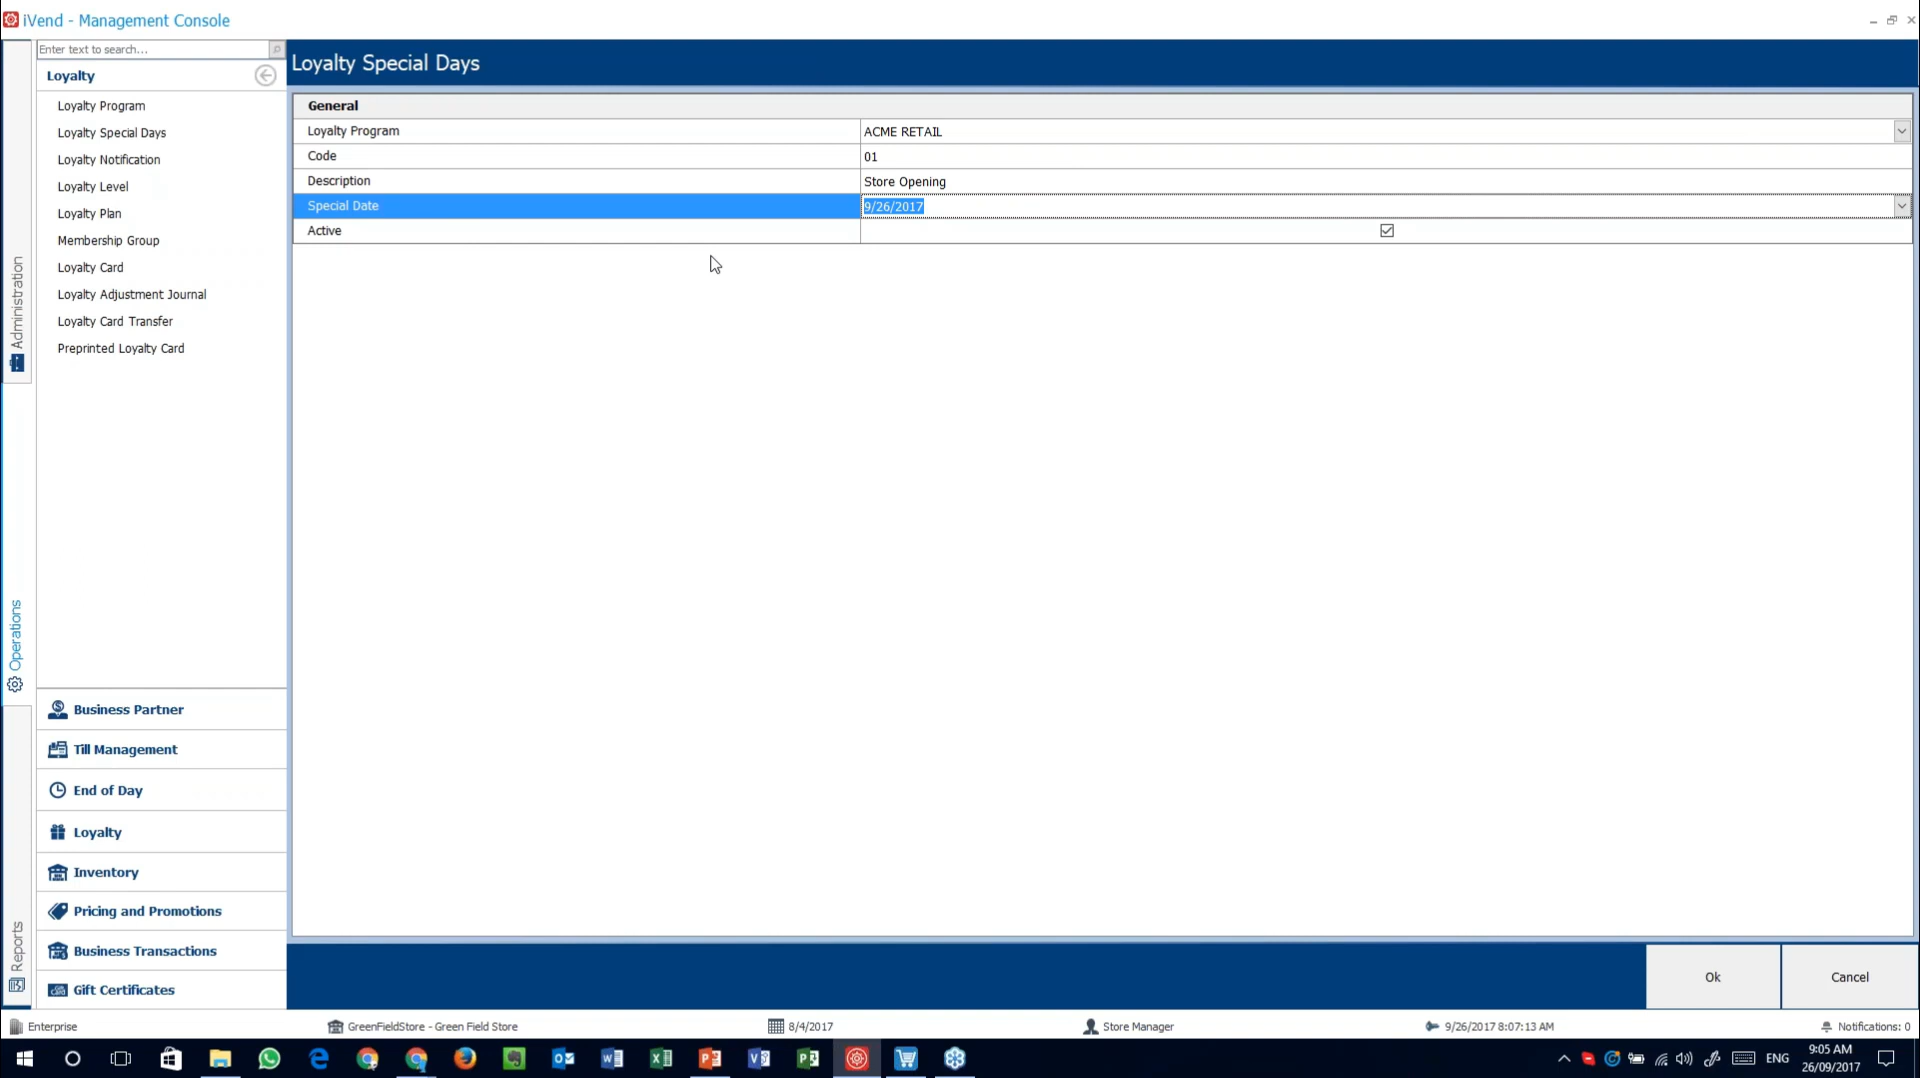 iVend - Management Console
Enter text to search...
Loyalty
Loyalty Program
Loyalty Special Days
Loyalty Notification
Loyalty Level
Loyalty Plan
Membership Group
Loyalty Card
Loyalty Adjustment Journal
Loyalty Card Transfer
Preprinted Loyalty Card
Administration
Operations
Reports
Business Partner
Till Management
End of Day
Loyalty
Inventory
Pricing and Promotions
Business Transactions
Gift Certificates
Loyalty Special Days
General
Loyalty Program ACME RETAIL
Code 01
Description Store Opening
Special Date 9/26/2017
Active
Ok Cancel
Enterprise GreenFieldStore - Green Field Store 8/4/2017 Store Manager 9/26/2017 8:07:13 AM Notifications: 0
ENG 9:05 AM
26/09/2017